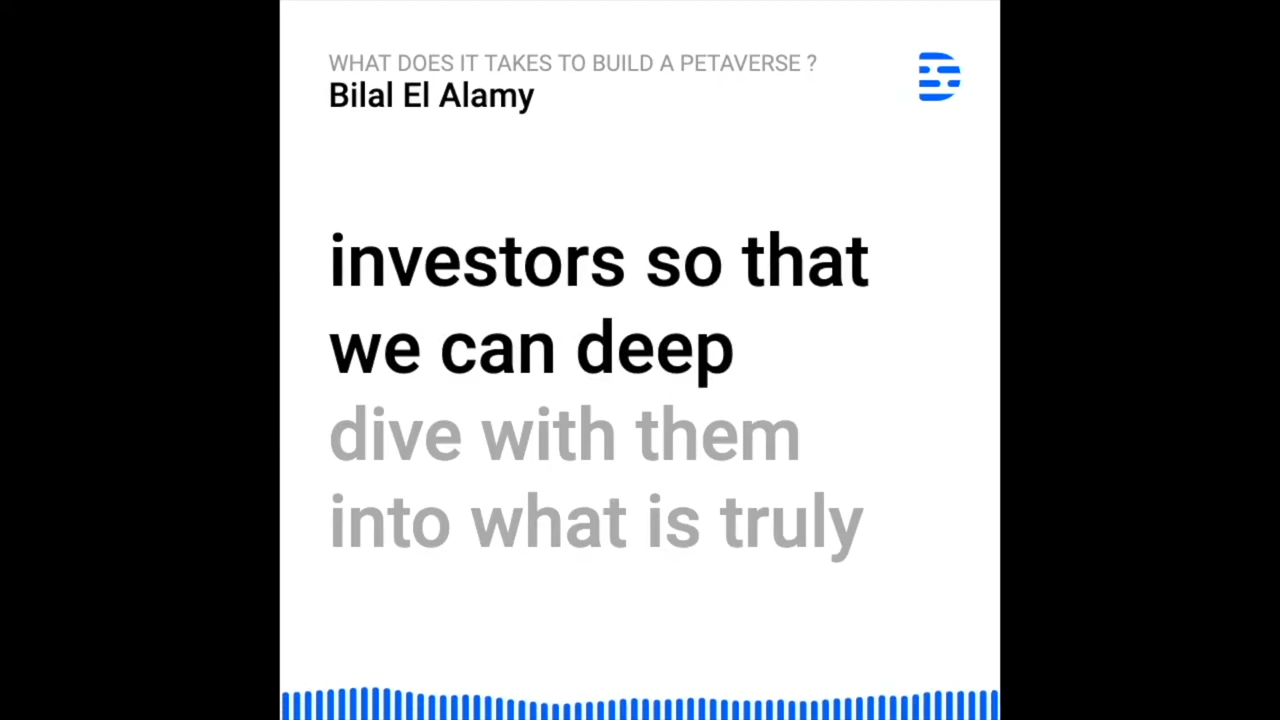 WHAT DOES IT TAKES TO BUILD A PETAVERSE ?
Bilal El Alamy
investors so that
we can deep
dive with them
into what is truly